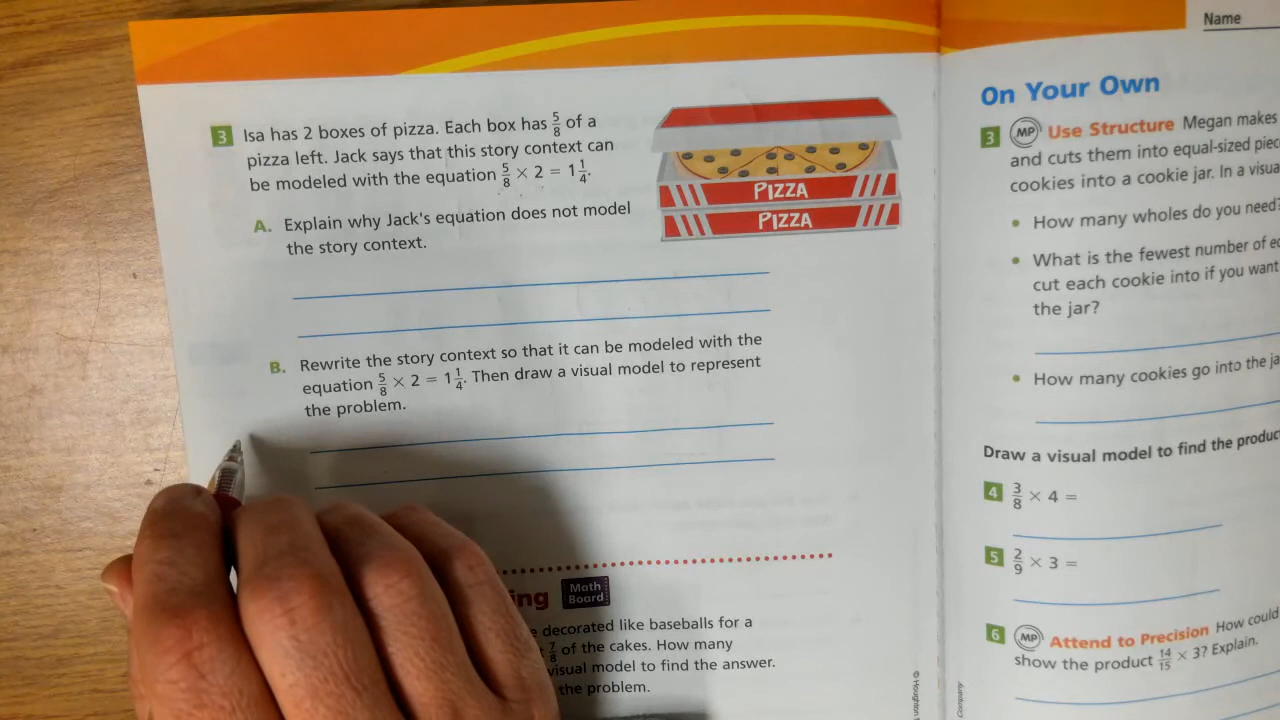 3 Isa has 2 boxes of pizza. Each box has 5/8 of a
pizza left. Jack says that this story context can
be modeled with the equation 5/8 × 2 = 1 1/4.
PIZZA
PIZZA
A. Explain why Jack's equation does not model
the story context.
B. Rewrite the story context so that it can be modeled with the
equation 5/8 × 2 = 1 1/4. Then draw a visual model to represent
the problem.
Math
Board
decorated like baseballs for a
7/8 of the cakes. How many
visual model to find the answer.
the problem.
© Houghton
Company
Name
On Your Own
3 MP Use Structure Megan makes
and cuts them into equal-sized
cookies into a cookie jar. In a
• How many wholes do you need?
• What is the fewest number of
cut each cookie into if you want
the jar?
• How many cookies go into the
Draw a visual model to find the
4 3/8 × 4 =
5 2/9 × 3 =
6 MP Attend to Precision How could
show the product 14/15 × 3? Explain.